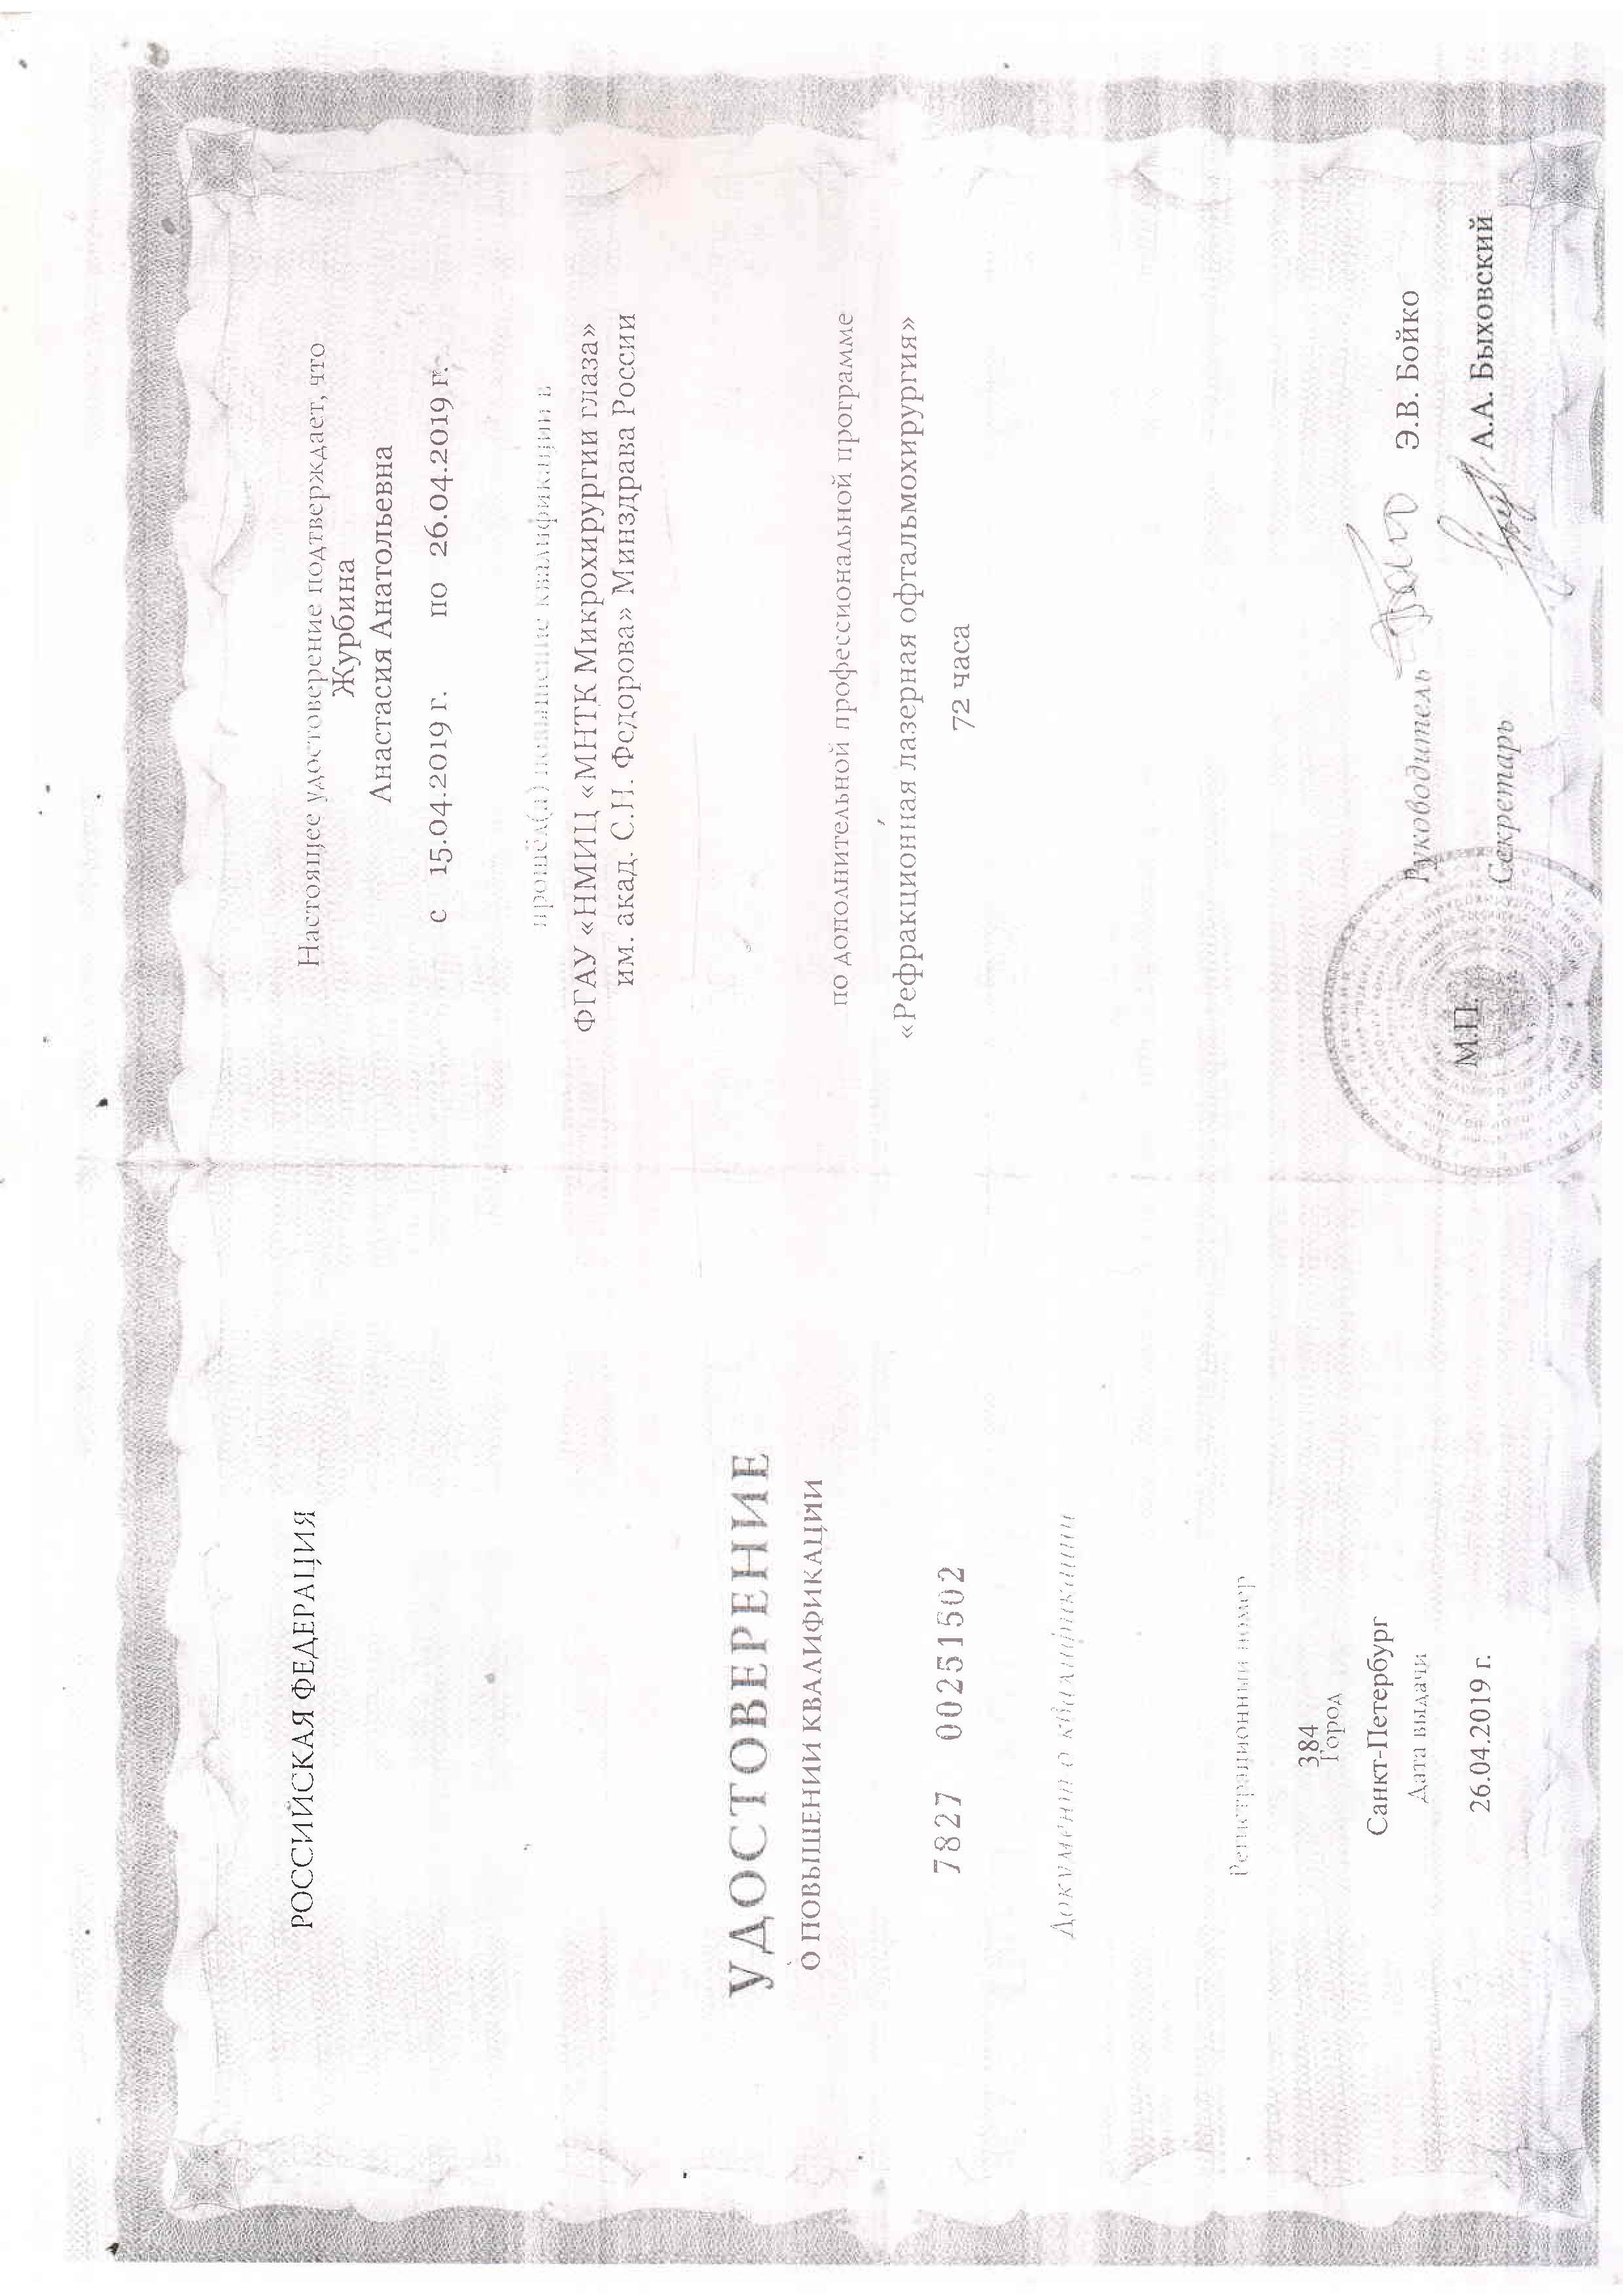 РОССИЙСКАЯ ФЕДЕРАЦИЯ
УДОСТОВЕРЕНИЕ
О ПОВЫШЕНИИ КВАЛИФИКАЦИИ
7827 00251502
Документ о квалификации
Регистрационный номер
384
Город
Санкт-Петербург
Дата выдачи
26.04.2019 г.
Настоящее удостоверение подтверждает, что
Журбина
Анастасия Анатольевна
с 15.04.2019 г. по 26.04.2019 г.
прошёл(а) повышение квалификации в
ФГАУ «НМИЦ «МНТК Микрохирургии глаза»
им. акад. С.Н. Федорова» Минздрава России
по дополнительной профессиональной программе
«Рефракционная лазерная офтальмохирургия»
72 часа
Руководитель Э.В. Бойко
М.П.
Секретарь А.А. Быховский